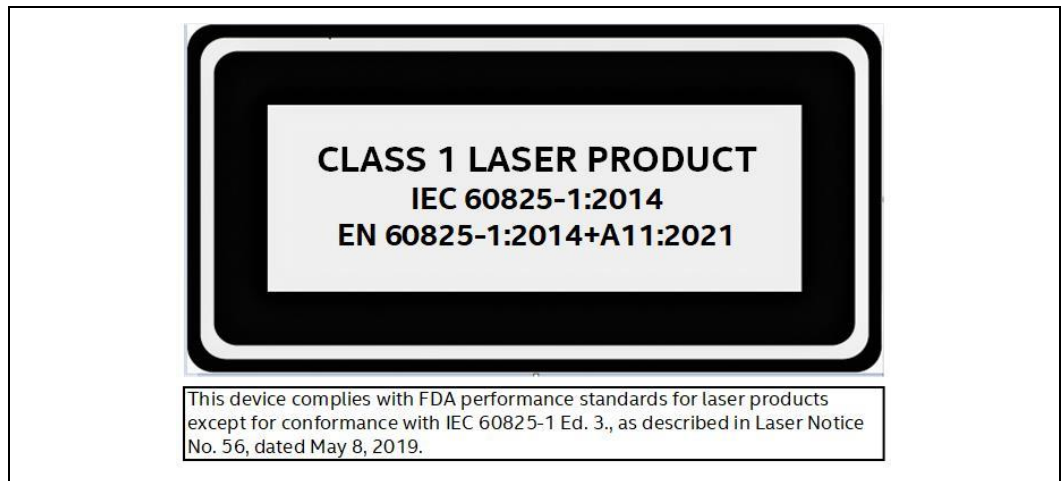 CLASS 1 LASER PRODUCT
IEC 60825-1:2014
EN 60825-1:2014+A11:2021
This device complies with FDA performance standards for laser products
except for conformance with IEC 60825-1 Ed. 3., as described in Laser Notice
No. 56, dated May 8, 2019.